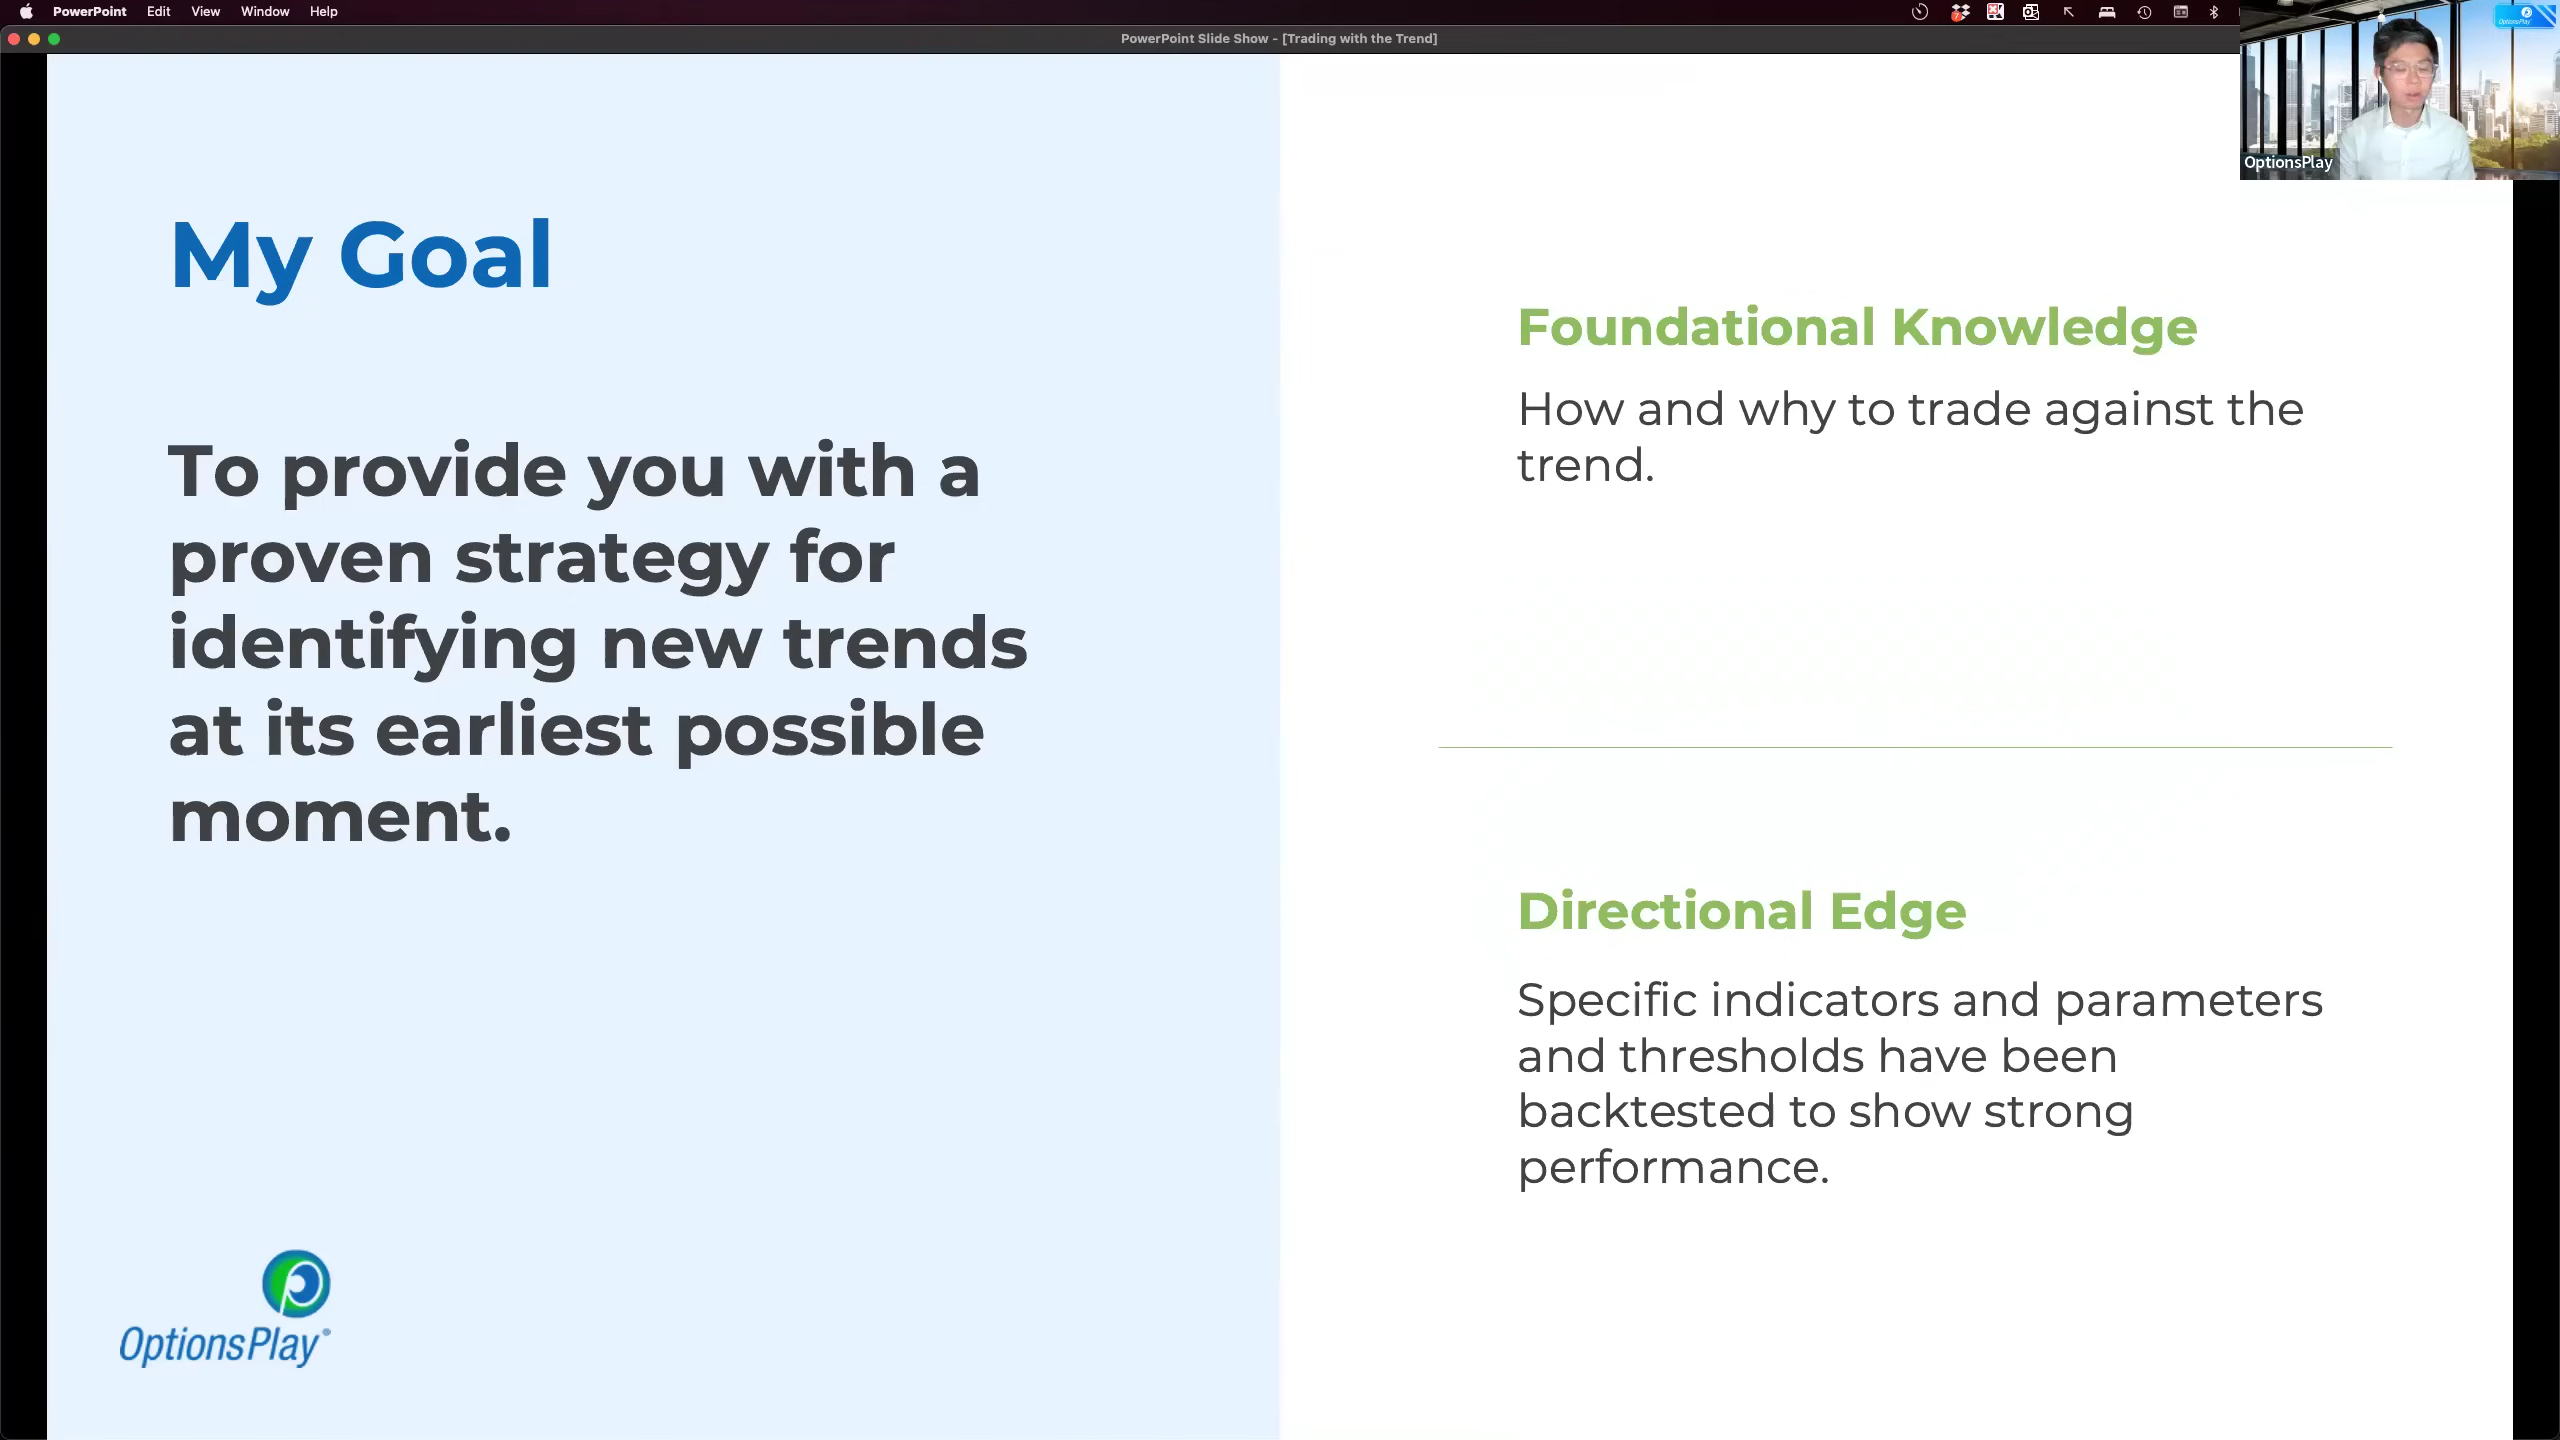 PowerPoint Edit View Window Help
PowerPoint Slide Show - [Trading with the Trend]
OptionsPlay
My Goal
To provide you with a
proven strategy for
identifying new trends
at its earliest possible
moment.
OptionsPlay®
Foundational Knowledge
How and why to trade against the
trend.
Directional Edge
Specific indicators and parameters
and thresholds have been
backtested to show strong
performance.